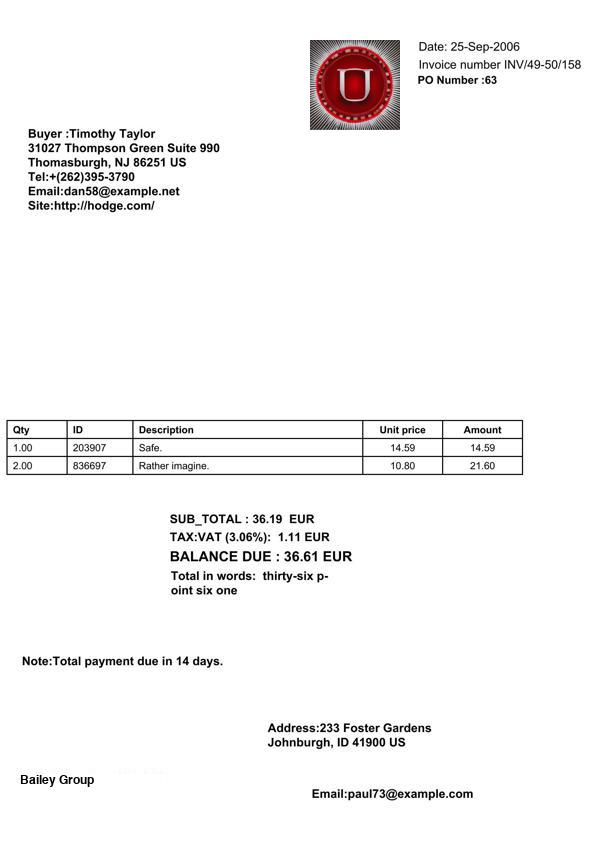 U
Date: 25-Sep-2006
Invoice number INV/49-50/158
PO Number :63
Buyer :Timothy Taylor
31027 Thompson Green Suite 990
Thomasburgh, NJ 86251 US
Tel:+(262)395-3790
Email:dan58@example.net
Site:http://hodge.com/
Qty ID Description Unit price Amount
1.00 203907 Safe. 14.59 14.59
2.00 836697 Rather imagine. 10.80 21.60
SUB_TOTAL : 36.19 EUR
TAX:VAT (3.06%): 1.11 EUR
BALANCE DUE : 36.61 EUR
Total in words: thirty-six p-
oint six one
Note:Total payment due in 14 days.
Address:233 Foster Gardens
Johnburgh, ID 41900 US
Bailey Group
Email:paul73@example.com